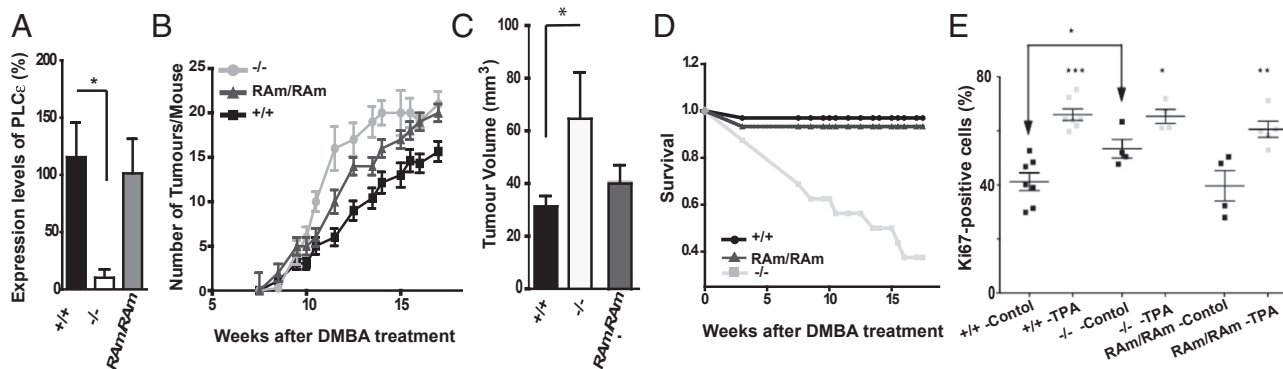 A
Expression levels of PLCε (%)
200
150
100
50
0
*
+/+
-/-
RAm/RAm
B
Number of Tumours/Mouse
25
20
15
10
5
0
-/-
RAm/RAm
+/+
5
10
15
Weeks after DMBA treatment
C
Tumour Volume (mm3)
100
80
60
40
20
0
*
+/+
-/-
RAm/RAm
D
Survival
1.2
1.0
0.8
0.6
0.4
+/+
RAm/RAm
-/-
0
5
10
15
Weeks after DMBA treatment
E
Ki67-positive cells (%)
80
40
0
*
***
*
**
+/+ -Contol
+/+ -TPA
-/- -Contol
-/- -TPA
RAm/RAm -Contol
RAm/RAm -TPA